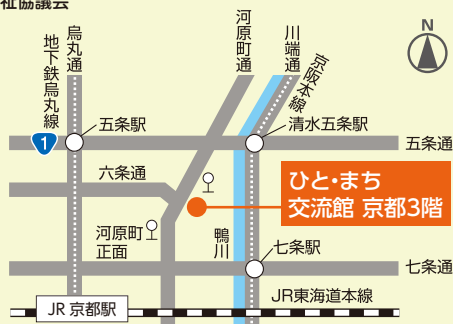 祉協議会
烏丸通
地下鉄烏丸線
河原町通
川端通
京阪本線
N
1
五条駅
清水五条駅
五条通
六条通
ひと・まち
交流館 京都3階
河原町
正面
鴨川
七条駅
七条通
JR東海道本線
JR 京都駅